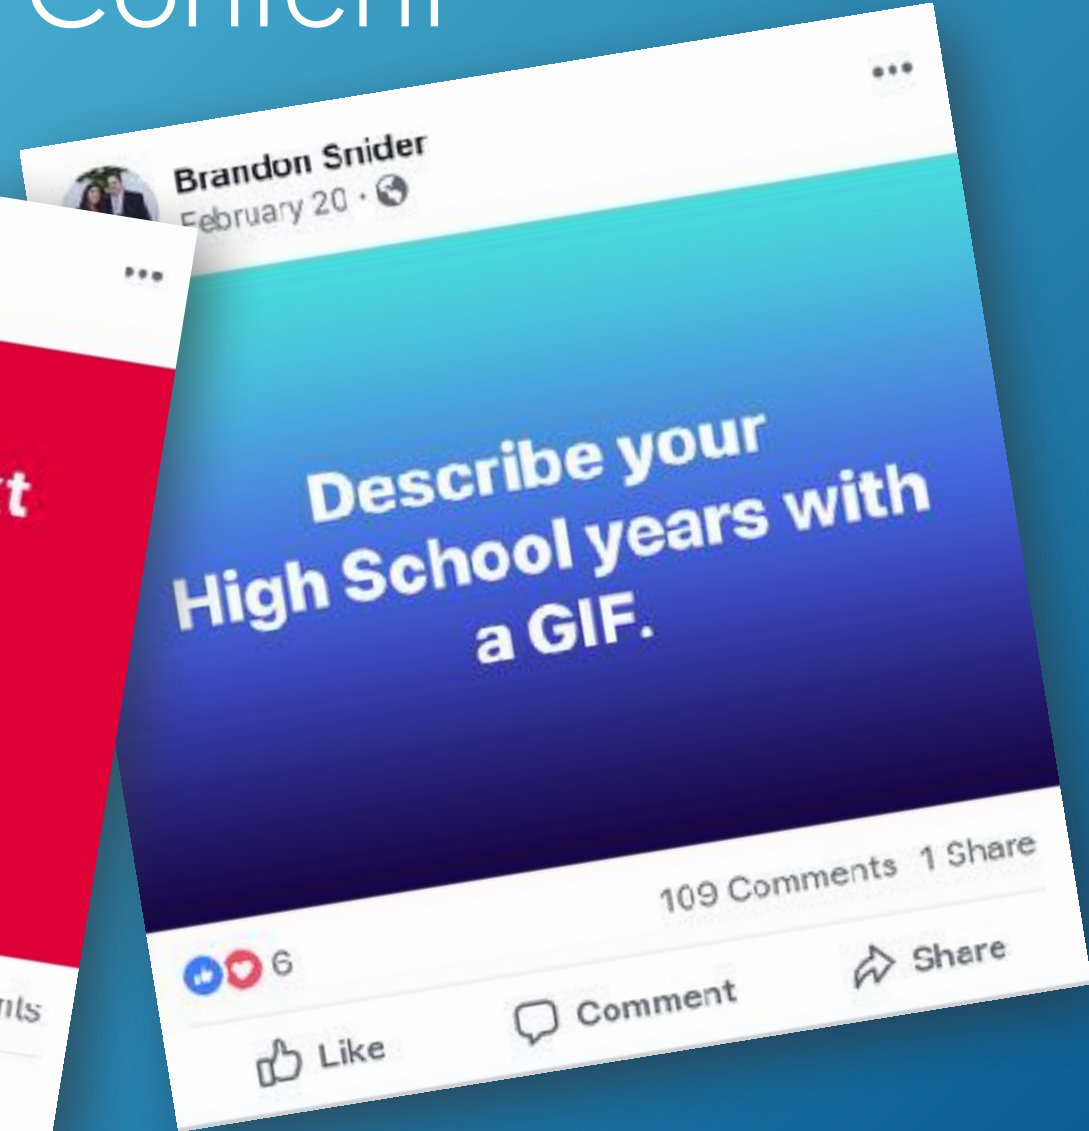 Content
Brandon Snider
February 20 ·
Describe your
High School years with
a GIF.
109 Comments 1 Share
6
Like Comment Share